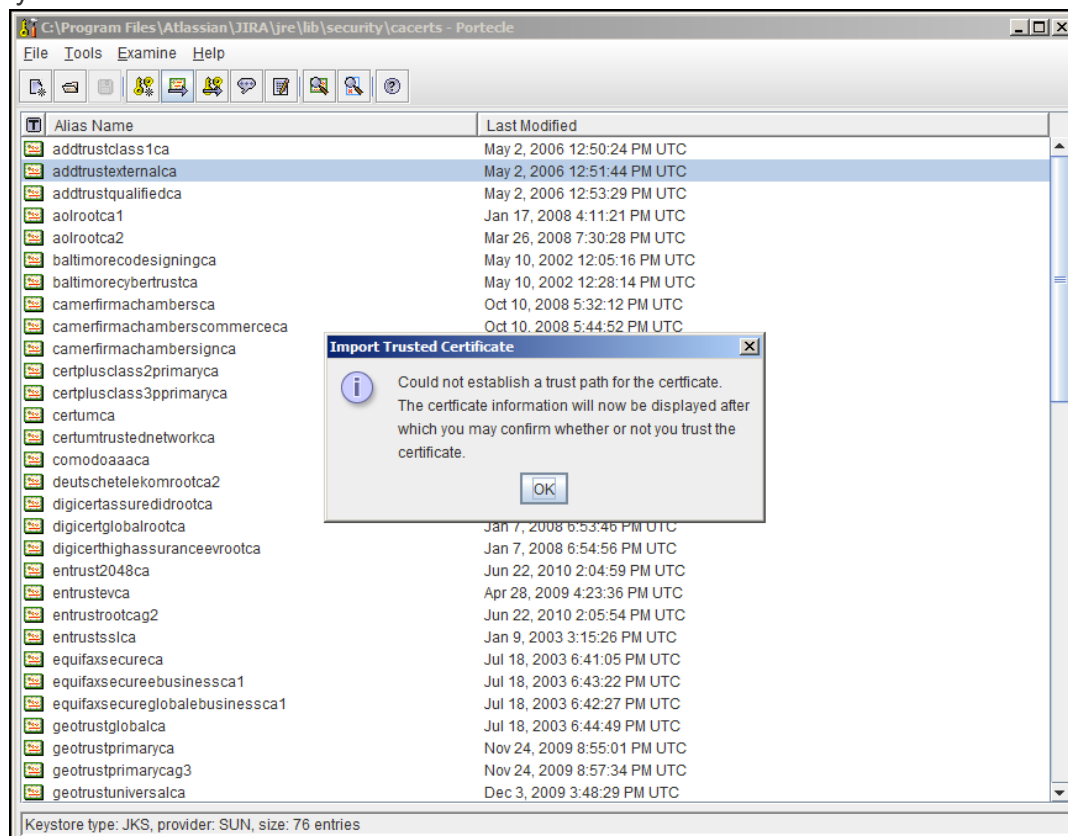 C:\Program Files\Atlassian\JIRA\jre\lib\security\cacerts - Portecle
File Tools Examine Help
T Alias Name Last Modified
addtrustclass1ca May 2, 2006 12:50:24 PM UTC
addtrustexternalca May 2, 2006 12:51:44 PM UTC
addtrustqualifiedca May 2, 2006 12:53:29 PM UTC
aolrootca1 Jan 17, 2008 4:11:21 PM UTC
aolrootca2 Mar 26, 2008 7:30:28 PM UTC
baltimorecodesigningca May 10, 2002 12:05:16 PM UTC
baltimorecybertrustca May 10, 2002 12:28:14 PM UTC
camerfirmachambersca Oct 10, 2008 5:32:12 PM UTC
camerfirmachamberscommerceca Oct 10, 2008 5:44:52 PM UTC
camerfirmachambersignca
certplusclass2primaryca
certplusclass3pprimaryca
certumca
certumtrustednetworkca
comodoaaaca
deutschetelekomrootca2
digicertassuredidrootca
digicertglobalrootca Jan 7, 2008 6:53:46 PM UTC
digicerthighassuranceevrootca Jan 7, 2008 6:54:56 PM UTC
entrust2048ca Jun 22, 2010 2:04:59 PM UTC
entrustevca Apr 28, 2009 4:23:36 PM UTC
entrustrootcag2 Jun 22, 2010 2:05:54 PM UTC
entrustsslca Jan 9, 2003 3:15:26 PM UTC
equifaxsecureca Jul 18, 2003 6:41:05 PM UTC
equifaxsecureebusinessca1 Jul 18, 2003 6:43:22 PM UTC
equifaxsecureglobalebusinessca1 Jul 18, 2003 6:42:27 PM UTC
geotrustglobalca Jul 18, 2003 6:44:49 PM UTC
geotrustprimaryca Nov 24, 2009 8:55:01 PM UTC
geotrustprimarycag3 Nov 24, 2009 8:57:34 PM UTC
geotrustuniversalca Dec 3, 2009 3:48:29 PM UTC
Import Trusted Certificate
Could not establish a trust path for the certficate.
The certficate information will now be displayed after
which you may confirm whether or not you trust the
certificate.
OK
Keystore type: JKS, provider: SUN, size: 76 entries